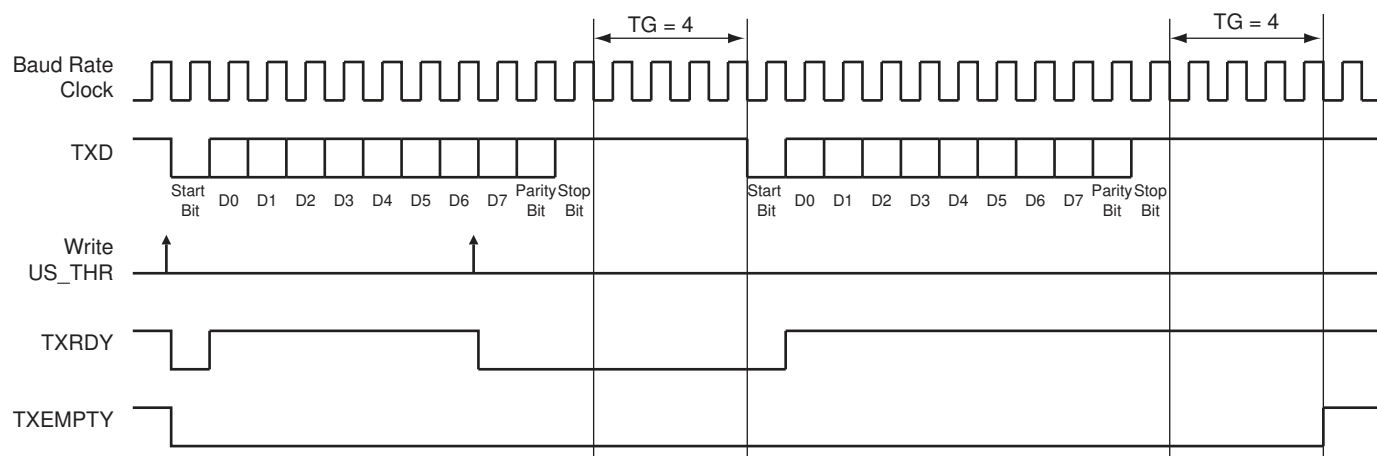 TG = 4
TG = 4
Baud Rate
Clock
TXD
Start
Bit
D0
D1
D2
D3
D4
D5
D6
D7
Parity
Bit
Stop
Bit
Start
Bit
D0
D1
D2
D3
D4
D5
D6
D7
Parity
Bit
Stop
Bit
Write
US_THR
TXRDY
TXEMPTY